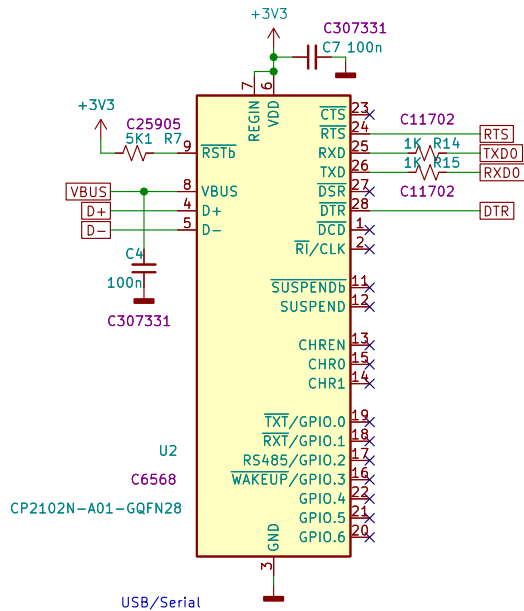 +3V3
C307331
C7 100n
7
6
REGIN
VDD
+3V3
C25905
5K1 R7
9
RSTb
VBUS
8
VBUS
D+
4
D+
D-
5
D-
C4
100n
C307331
CTS
23
RTS
24
C11702
RTS
RXD
25
1K R14
TXD0
TXD
26
1K R15
RXD0
DSR
27
C11702
DTR
28
DTR
DCD
1
RI/CLK
2
SUSPENDb
11
SUSPEND
12
CHREN
13
CHR0
15
CHR1
14
TXT/GPIO.0
19
RXT/GPIO.1
18
RS485/GPIO.2
17
WAKEUP/GPIO.3
16
GPIO.4
22
GPIO.5
21
GPIO.6
20
U2
C6568
CP2102N-A01-GQFN28
GND
3
USB/Serial